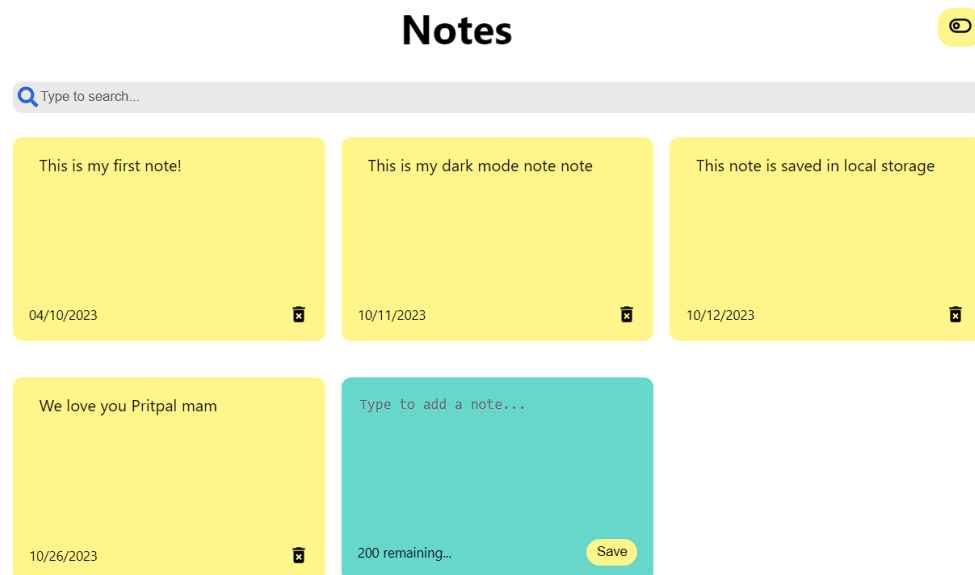 Notes
Type to search...
This is my first note!
04/10/2023
This is my dark mode note note
10/11/2023
This note is saved in local storage
10/12/2023
We love you Pritpal mam
10/26/2023
Type to add a note...
200 remaining...
Save